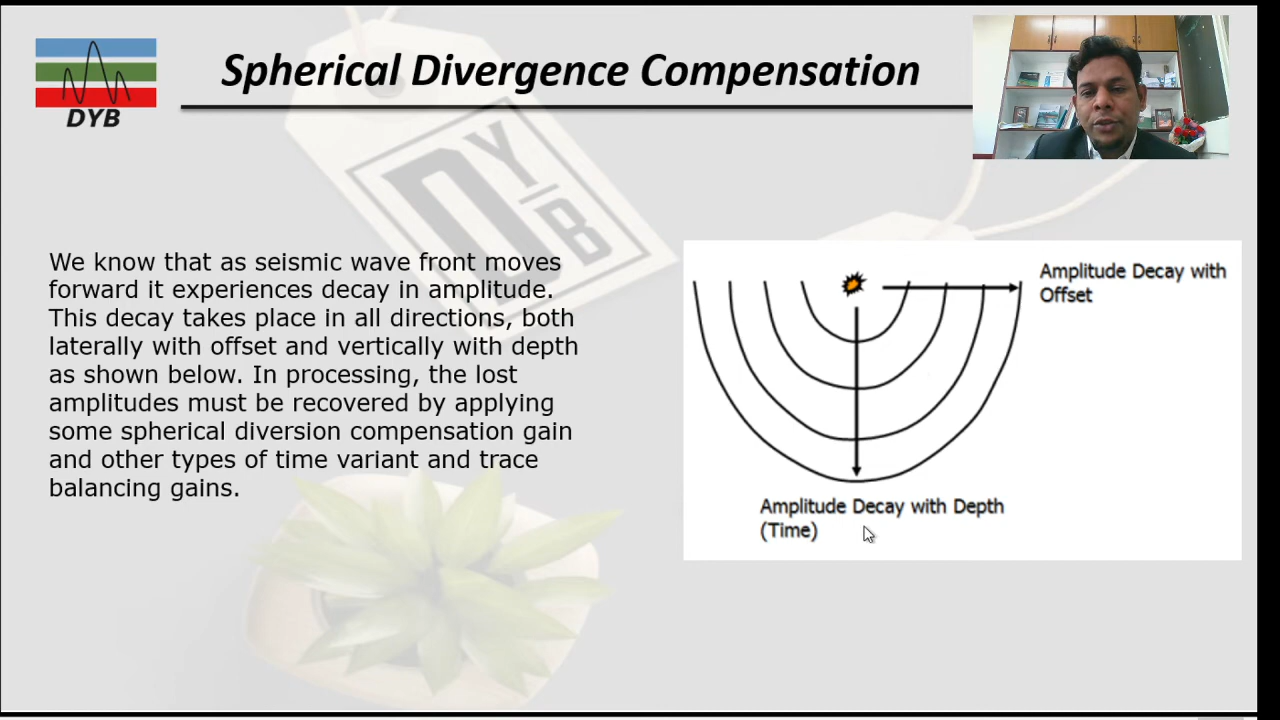 DYB
Spherical Divergence Compensation
DYB
We know that as seismic wave front moves
forward it experiences decay in amplitude.
This decay takes place in all directions, both
laterally with offset and vertically with depth
as shown below. In processing, the lost
amplitudes must be recovered by applying
some spherical diversion compensation gain
and other types of time variant and trace
balancing gains.
Amplitude Decay with
Offset
Amplitude Decay with Depth
(Time)